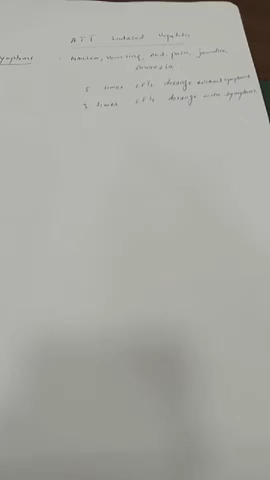 ATT Induced Hepatitis
Symptoms : Nausea, Vomiting, abd. pain, jaundice,
Anorexia
5 times LFTs derange without symptoms
3 times LFTs derange with symptoms